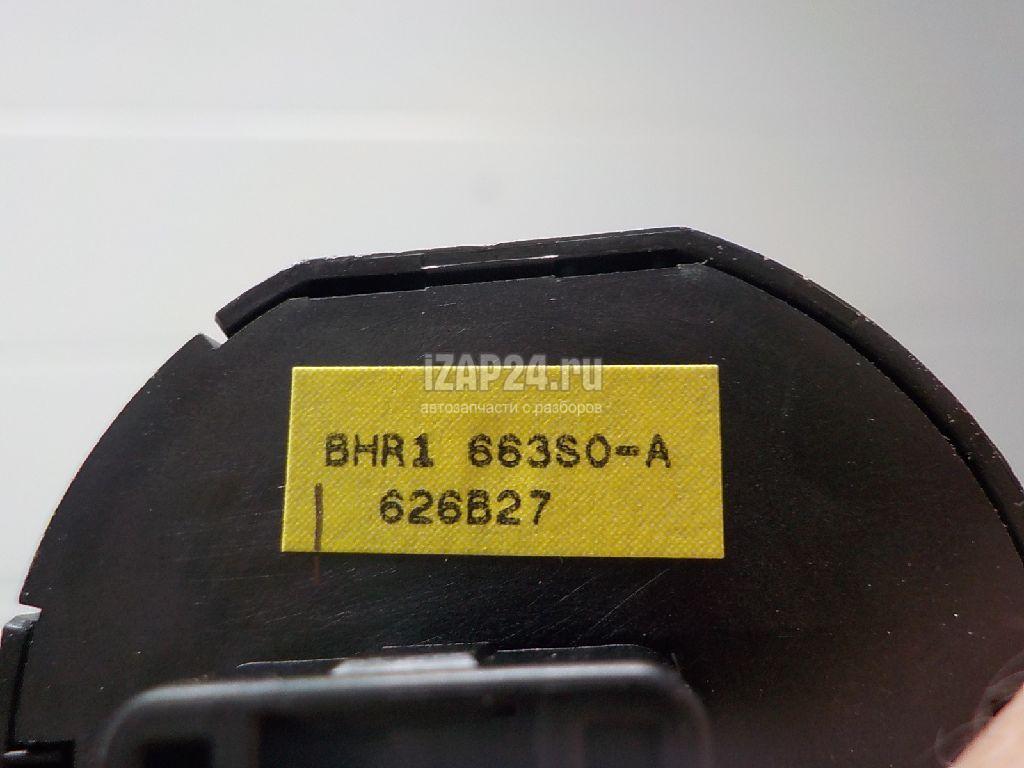 iZAP24.ru
автозапчасти с разборов
BHR1 663S0-A
626B27